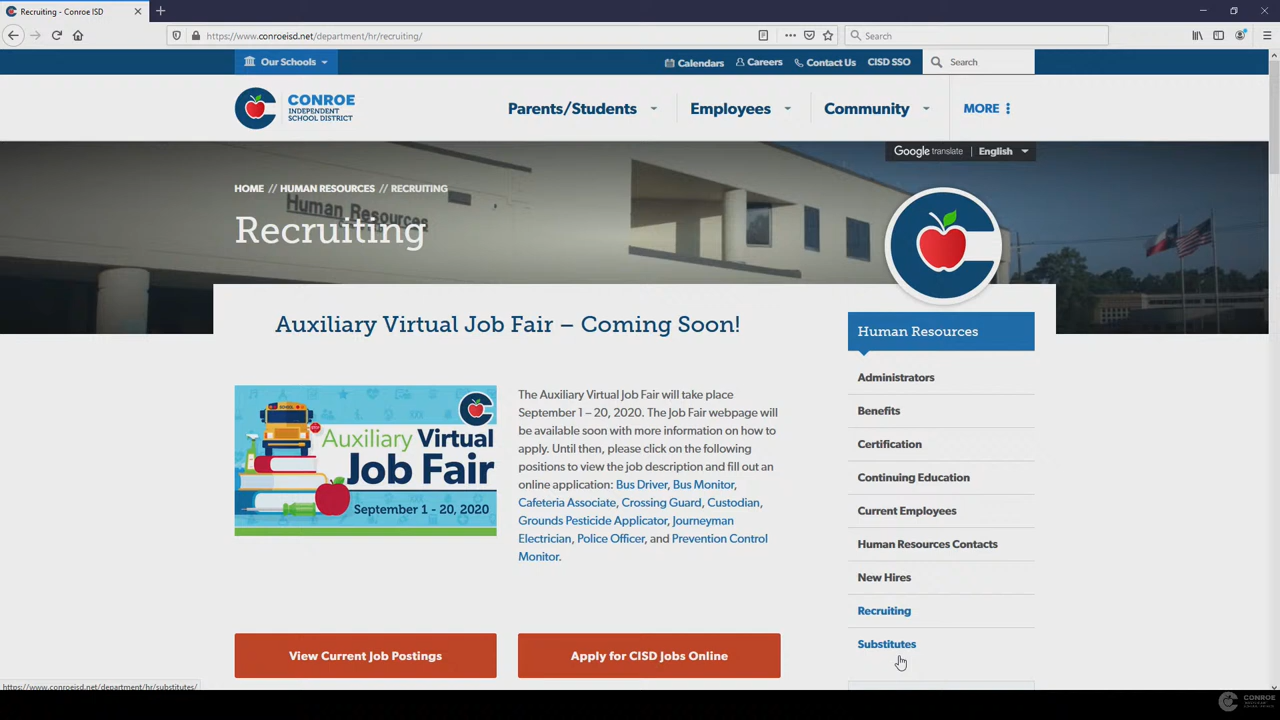 Recruiting - Conroe ISD
https://www.conroeisd.net/department/hr/recruiting/
Search
Our Schools
Calendars
Careers
Contact Us
CISD SSO
Search
CONROE
INDEPENDENT
SCHOOL DISTRICT
Parents/Students
Employees
Community
MORE
Google translate
English
HOME // HUMAN RESOURCES // RECRUITING
Human Resources
Recruiting
Auxiliary Virtual Job Fair – Coming Soon!
Auxiliary Virtual
Job Fair
September 1 - 20, 2020
The Auxiliary Virtual Job Fair will take place
September 1 – 20, 2020. The Job Fair webpage will
be available soon with more information on how to
apply. Until then, please click on the following
positions to view the job description and fill out an
online application: Bus Driver, Bus Monitor,
Cafeteria Associate, Crossing Guard, Custodian,
Grounds Pesticide Applicator, Journeyman
Electrician, Police Officer, and Prevention Control
Monitor.
View Current Job Postings
Apply for CISD Jobs Online
Human Resources
Administrators
Benefits
Certification
Continuing Education
Current Employees
Human Resources Contacts
New Hires
Recruiting
Substitutes
https://www.conroeisd.net/department/hr/substitutes/
CONROE